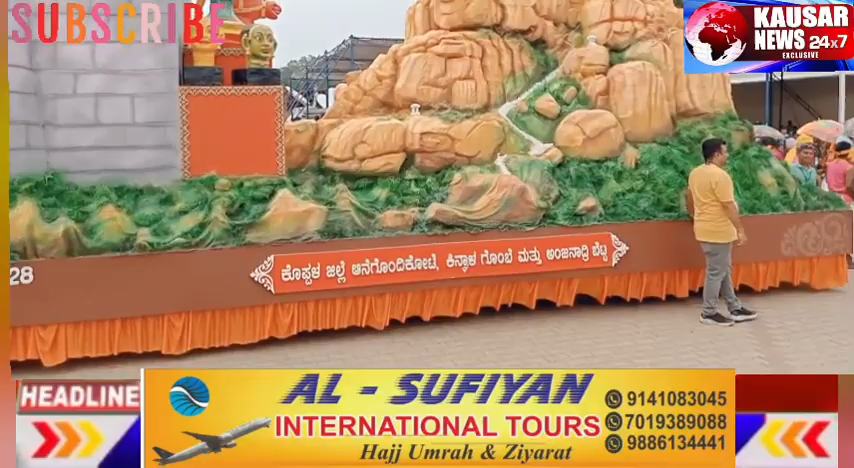 SUBSCRIBE
KAUSAR
NEWS 24x7
EXCLUSIVE
28
ಕೊಪ್ಪಳ ಜಿಲ್ಲೆ ಆನೆಗೊಂದಿಕೋಟೆ, ಕಿನ್ಹಾಳ ಗೊಂಬೆ ಮತ್ತು ಅಂಜನಾದ್ರಿ ಬೆಟ್ಟ
HEADLINE
AL - SUFIYAN
INTERNATIONAL TOURS
Hajj Umrah & Ziyarat
9141083045
7019389088
9886134441